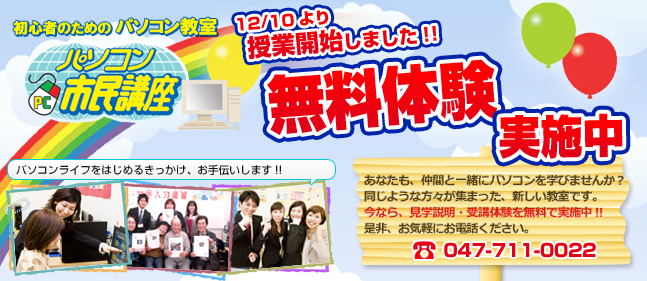 初心者のための パソコン教室
パソコン
市民講座
PC
12/10より
授業開始しました!!
無料体験
実施中
パソコンライフをはじめるきっかけ、お手伝いします!!
あなたも、仲間と一緒にパソコンを学びませんか?
同じような方々が集まった、新しい教室です。
今なら、見学説明・受講体験を無料で実施中!!
是非、お気軽にお電話ください。
☎ 047-711-0022